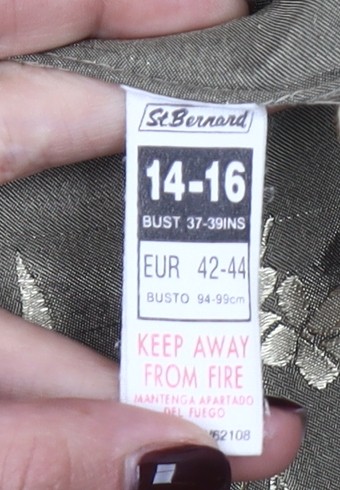 St.Bernard
14-16
BUST 37-39INS
EUR 42-44
BUSTO 94-99cm
KEEP AWAY
FROM FIRE
MANTENGA APARTADO
DEL FUEGO
62108